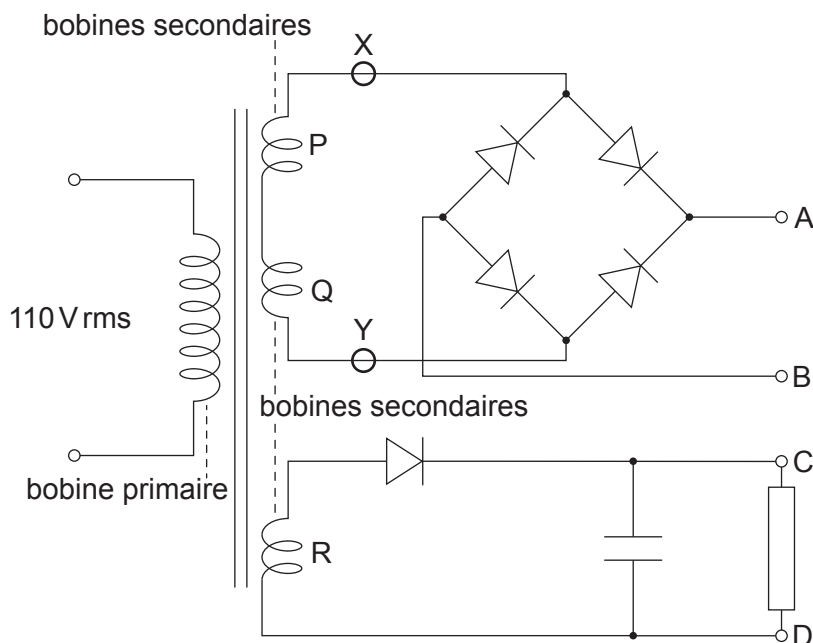 bobines secondaires
X
P
A
110 V rms
Q
Y
B
bobines secondaires
C
bobine primaire
R
D